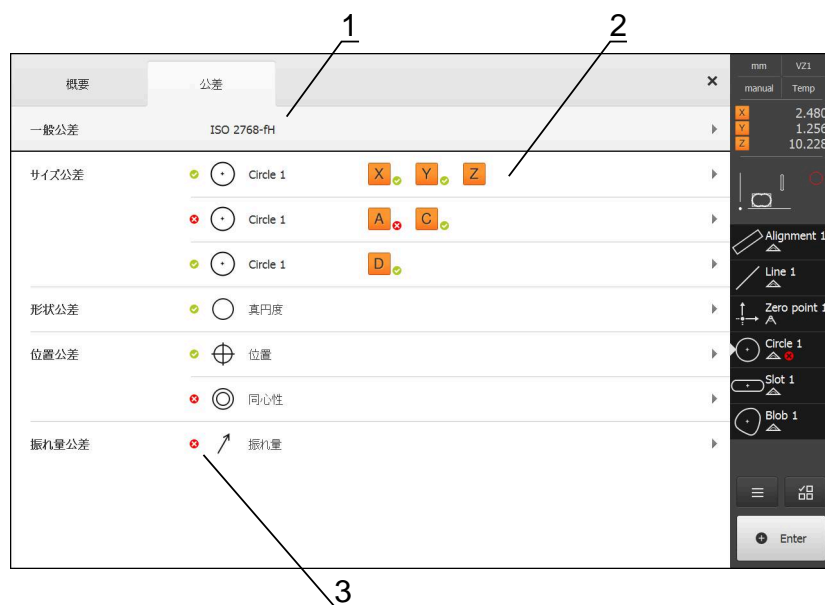 1
2
概要
公差
×
一般公差 ISO 2768-fH
サイズ公差 Circle 1 X Y Z
Circle 1 A C
Circle 1 D
形状公差 真円度
位置公差 位置
同心性
振れ量公差 振れ量
3
mm VZ1
manual Temp
X 2.480
Y 1.256
Z 10.228
Alignment 1
Line 1
Zero point 1
Circle 1
Slot 1
Blob 1
Enter